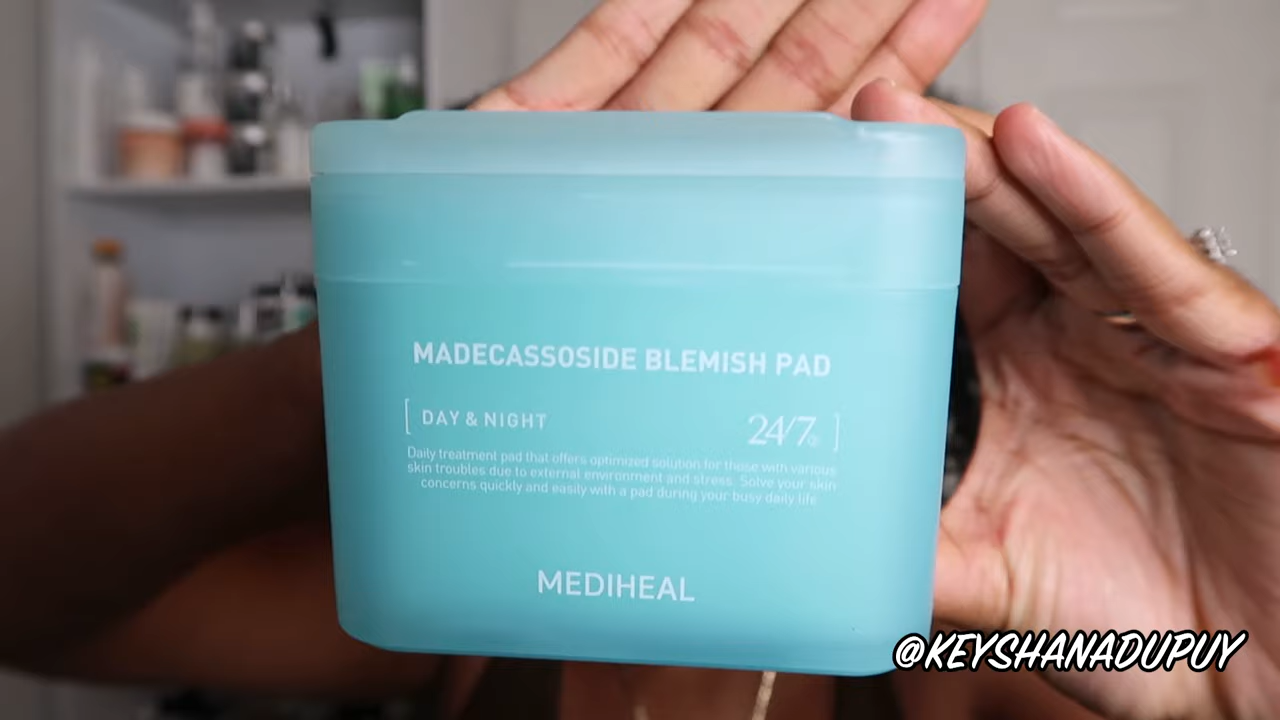 MADECASSOSIDE BLEMISH PAD
DAY & NIGHT 24/7
Daily treatment pad that offers optimized solution for those with various
skin troubles due to external environment and stress. Solve your skin
concerns quickly and easily with a pad during your busy daily life
MEDIHEAL
@KEYSHANADUPUY